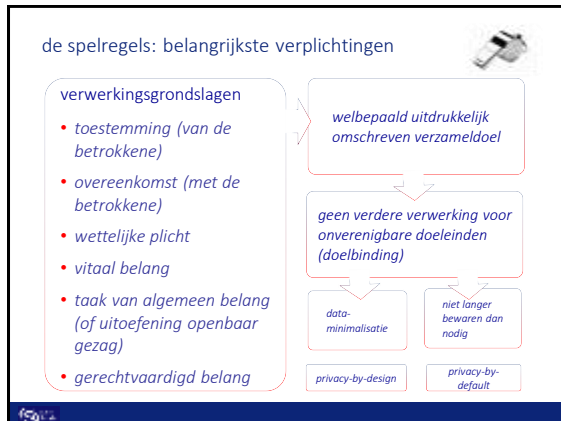 de spelregels: belangrijkste verplichtingen
verwerkingsgrondslagen
• toestemming (van de
betrokkene)
• overeenkomst (met de
betrokkene)
• wettelijke plicht
• vitaal belang
• taak van algemeen belang
(of uitoefening openbaar
gezag)
• gerechtvaardigd belang
welbepaald uitdrukkelijk
omschreven verzameldoel
geen verdere verwerking voor
onverenigbare doeleinden
(doelbinding)
data-
minimalisatie
niet langer
bewaren dan
nodig
privacy-by-design
privacy-by-
default